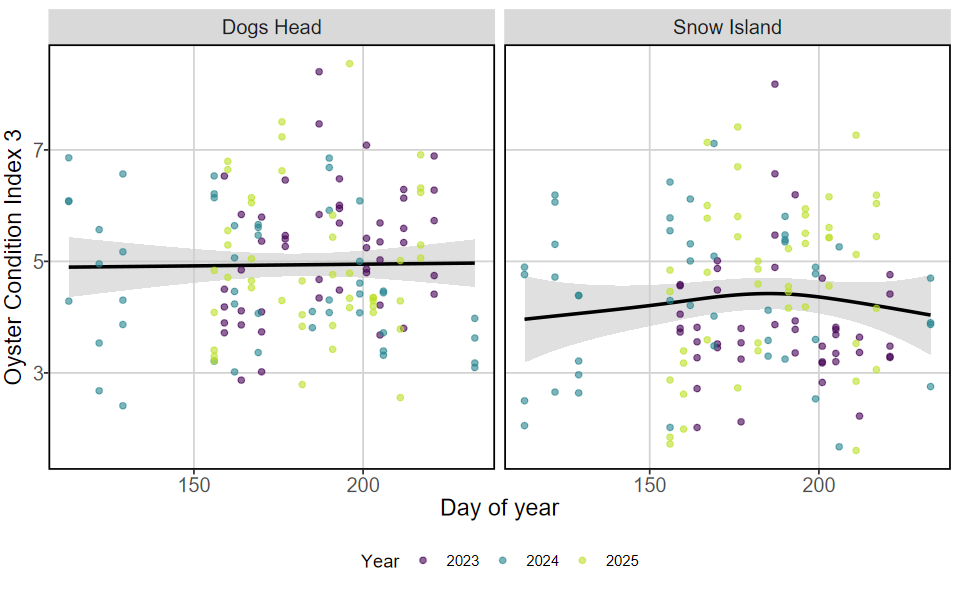 Dogs Head
Snow Island
Oyster Condition Index 3
7
5
3
150
200
150
200
Day of year
Year
2023
2024
2025